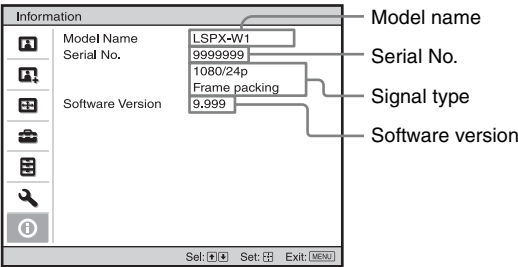 Information
Model Name LSPX-W1
Serial No. 9999999
1080/24p
Frame packing
Software Version 9.999
Sel: Set: Exit: MENU
Model name
Serial No.
Signal type
Software version